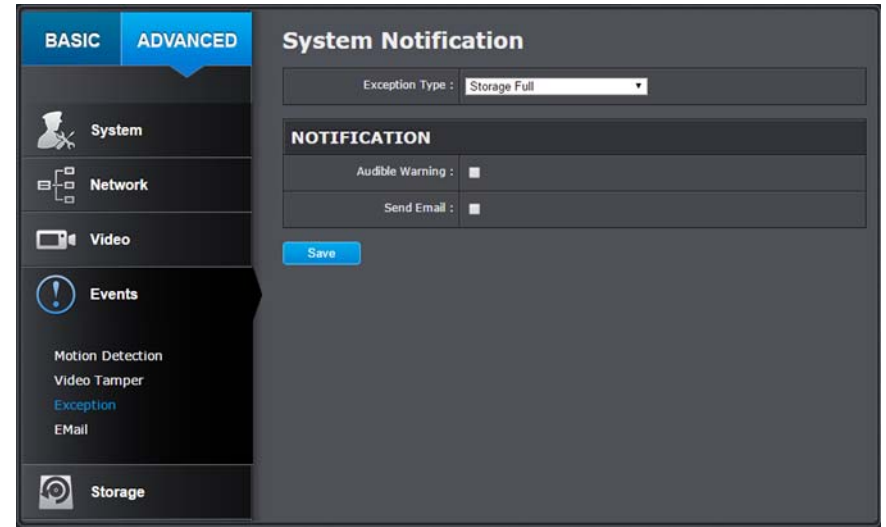 BASIC
ADVANCED
System
Network
Video
Events
Motion Detection
Video Tamper
Exception
EMail
Storage
System Notification
Exception Type : Storage Full
NOTIFICATION
Audible Warning :
Send Email :
Save